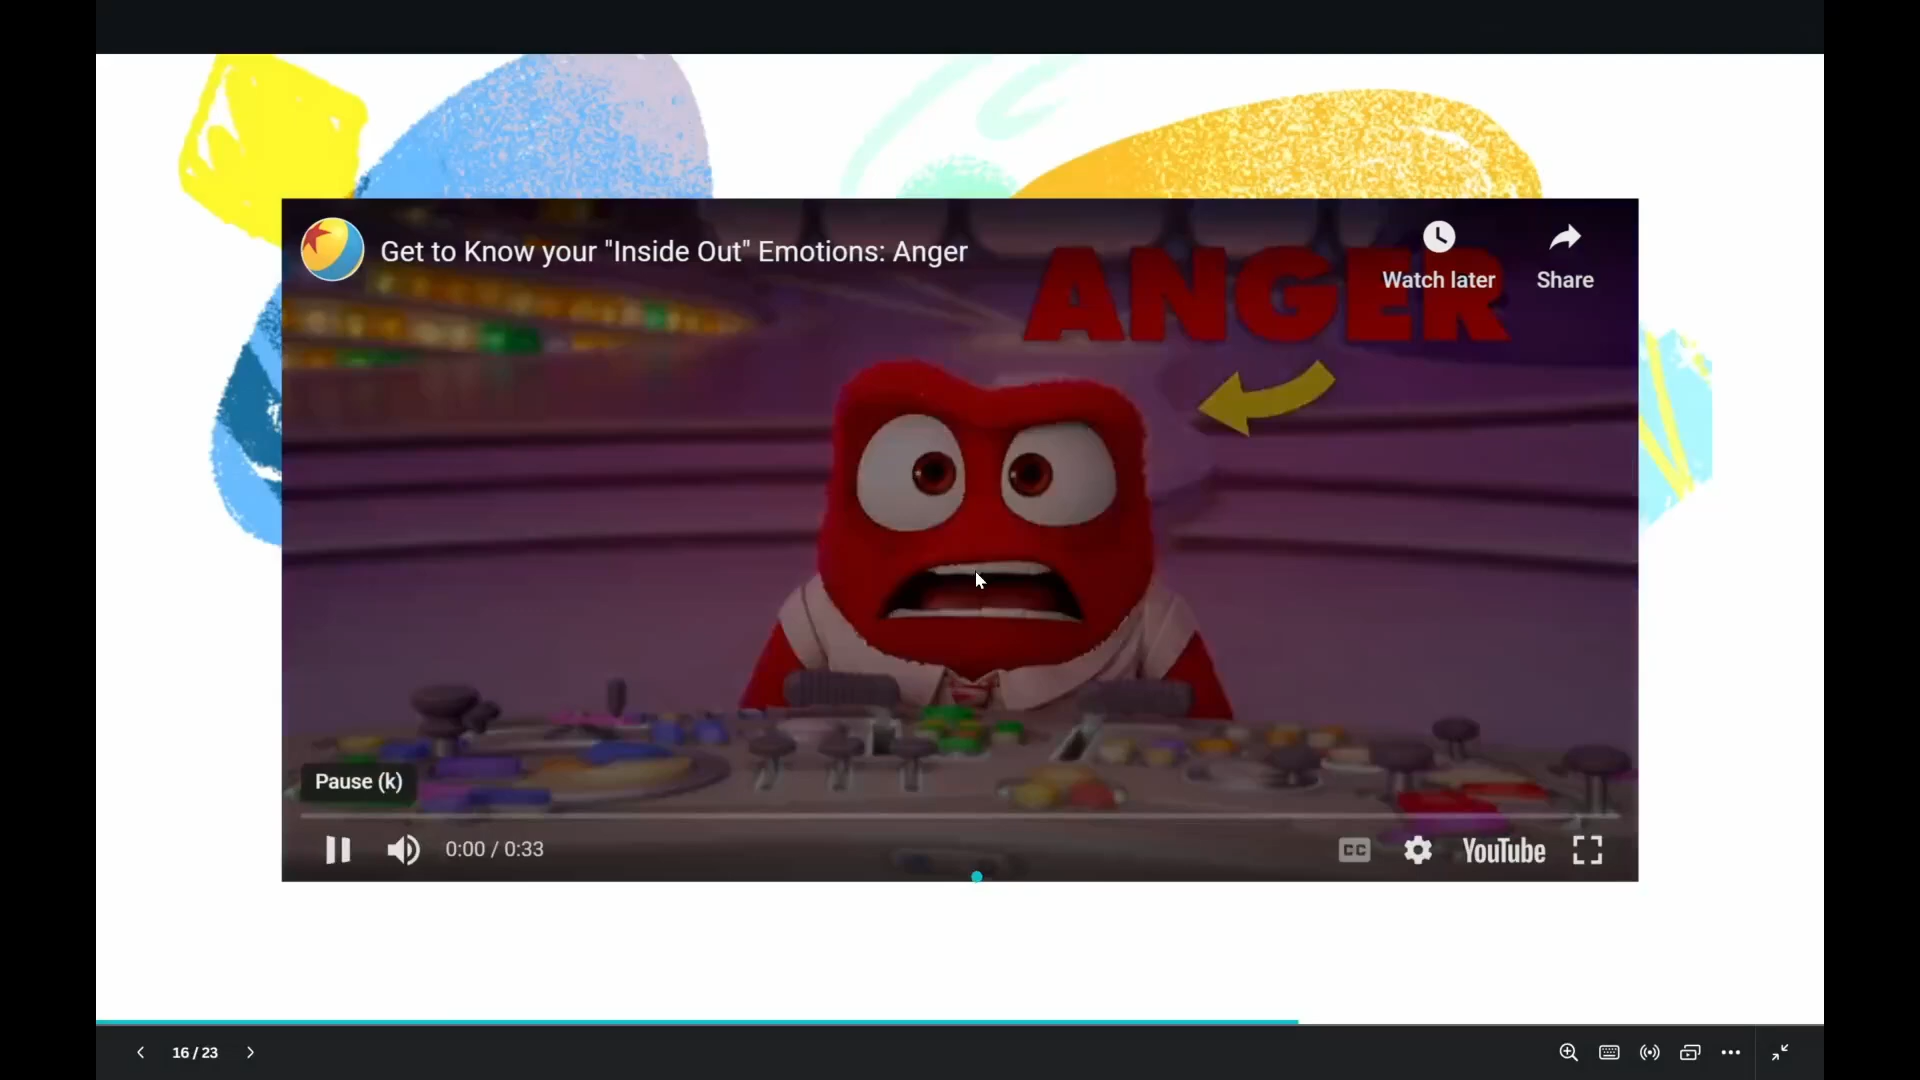 Get to Know your "Inside Out" Emotions: Anger
Watch later
Share
ANGER
Pause (k)
0:00 / 0:33
CC
YouTube
16 / 23